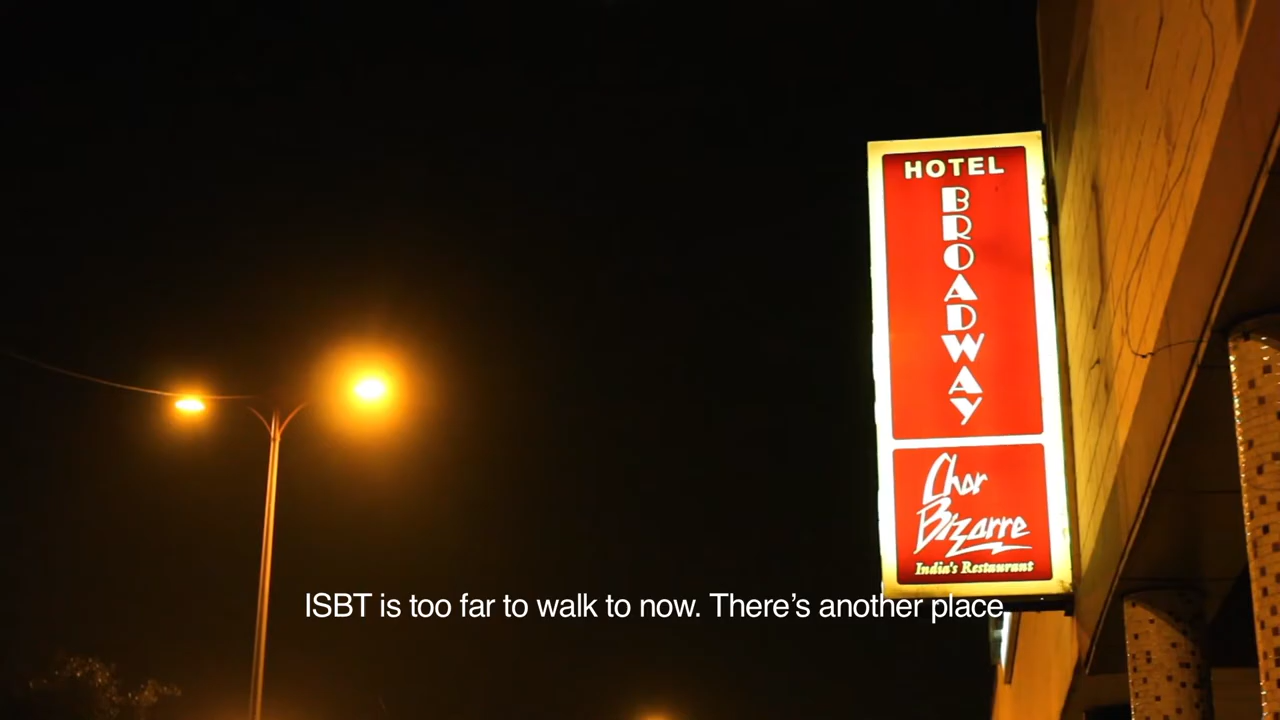 HOTEL
BROADWAY
Chor
Bizarre
India's Restaurant
ISBT is too far to walk to now. There's another place.